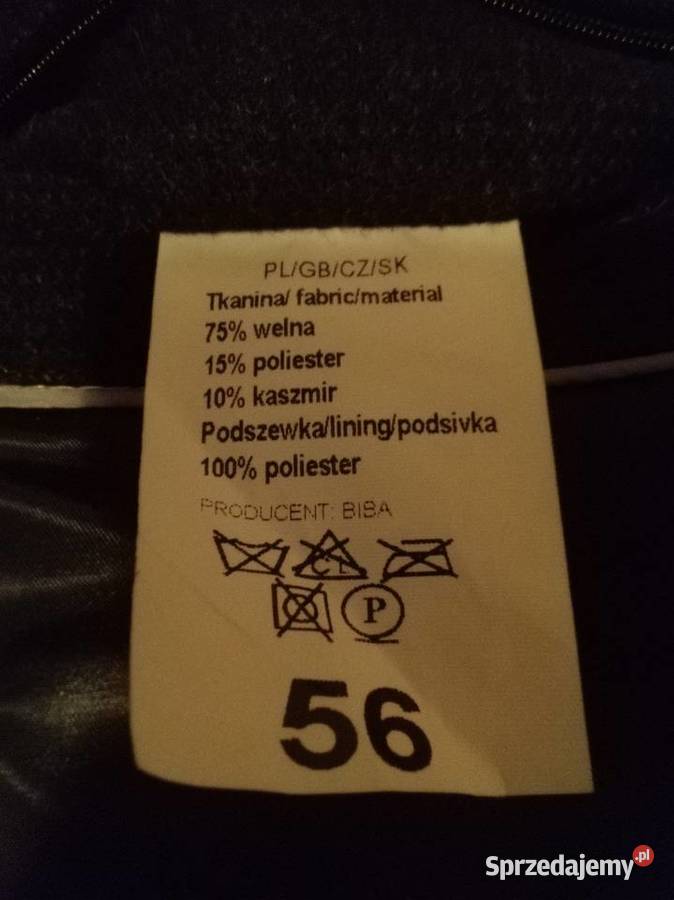 PL/GB/CZ/SK
Tkanina/ fabric/material
75% welna
15% poliester
10% kaszmir
Podszewka/lining/podsivka
100% poliester
PRODUCENT: BIBA
CL
P
56
Sprzedajemy.pl